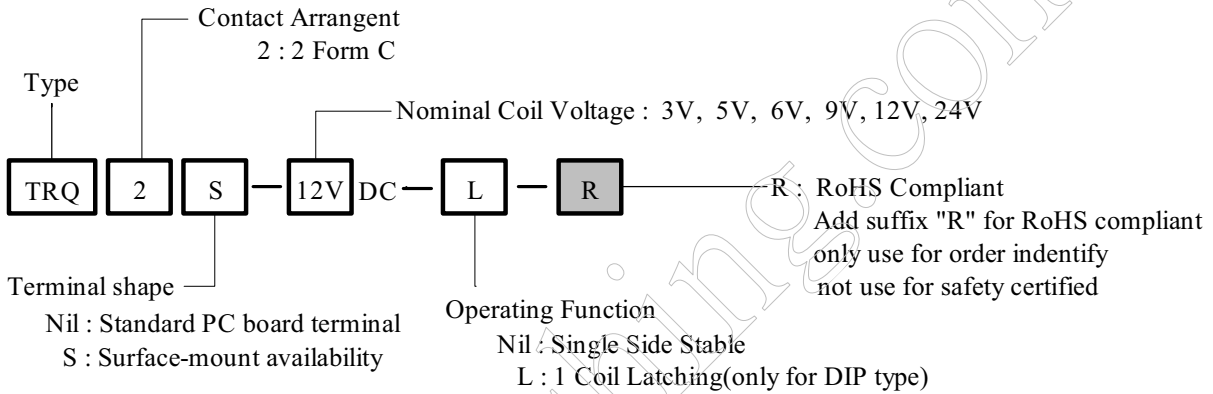 Contact Arrangent
2 : 2 Form C
Type
Nominal Coil Voltage : 3V, 5V, 6V, 9V, 12V, 24V
TRQ 2 S — 12V DC — L — R
R : RoHS Compliant
Add suffix "R" for RoHS compliant
only use for order indentify
not use for safety certified
Terminal shape
Nil : Standard PC board terminal
S : Surface-mount availability
Operating Function
Nil : Single Side Stable
L : 1 Coil Latching(only for DIP type)
hing.com